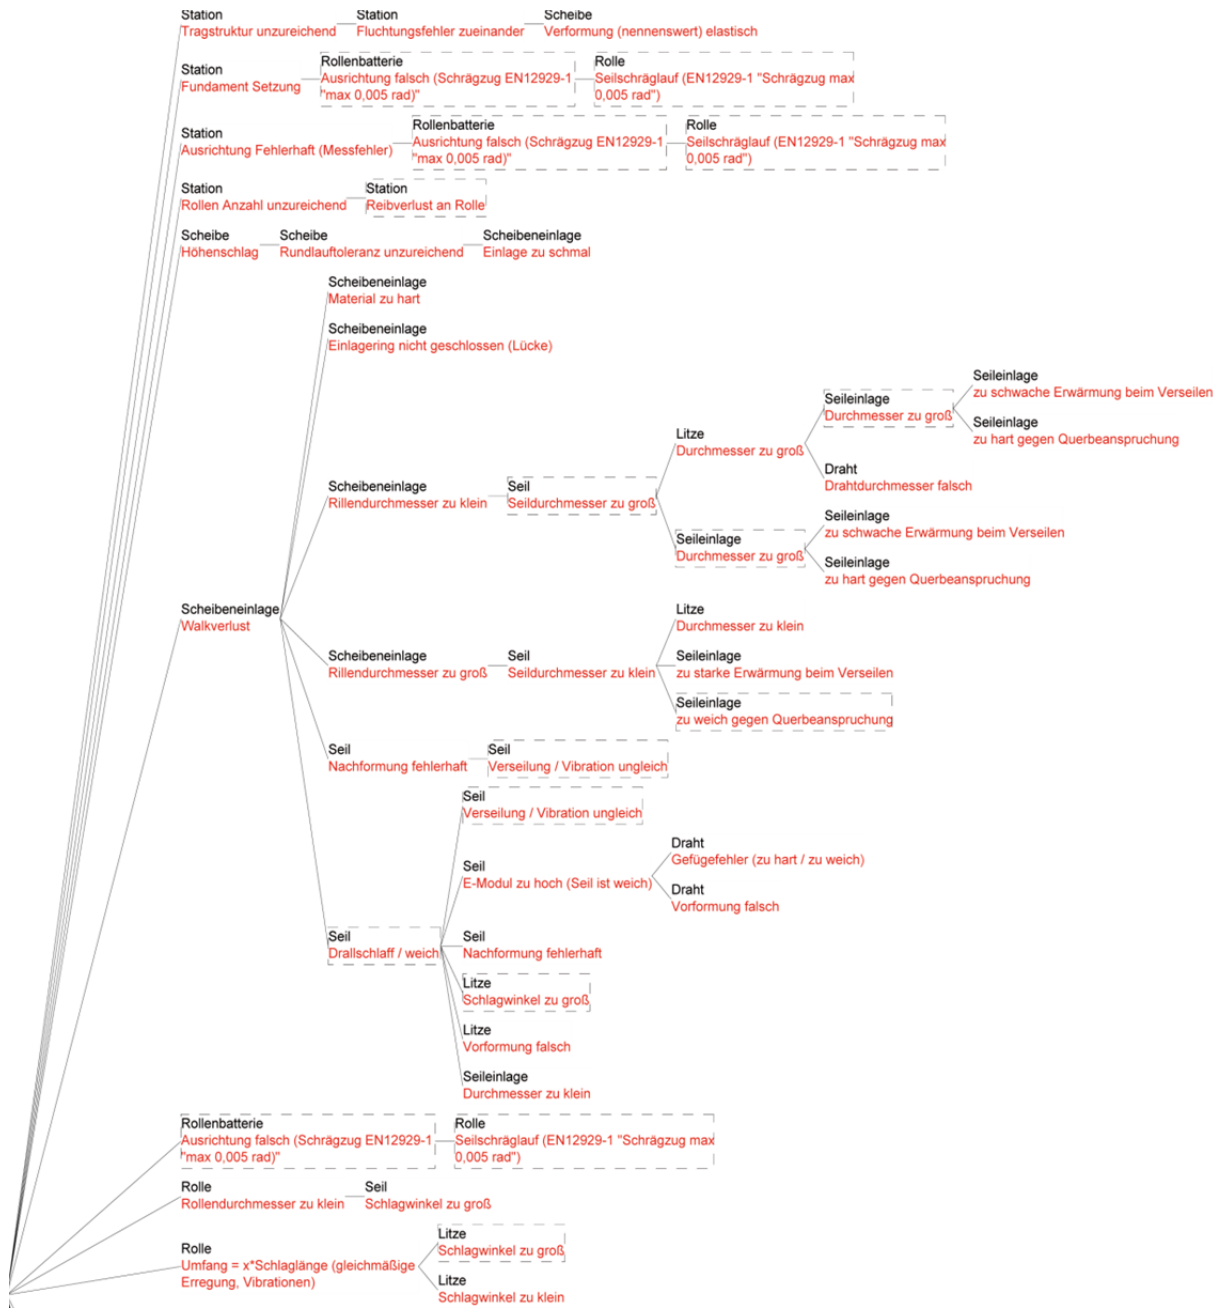 Station
Tragstruktur unzureichend
Station
Fluchtungsfehler zueinander
Scheibe
Verformung (nennenswert) elastisch
Station
Fundament Setzung
Rollenbatterie
Ausrichtung falsch (Schrägzug EN12929-1
"max 0,005 rad)"
Rolle
Seilschräglauf (EN12929-1 "Schrägzug max
0,005 rad")
Station
Ausrichtung Fehlerhaft (Messfehler)
Rollenbatterie
Ausrichtung falsch (Schrägzug EN12929-1
"max 0,005 rad)"
Rolle
Seilschräglauf (EN12929-1 "Schrägzug max
0,005 rad")
Station
Rollen Anzahl unzureichend
Station
Reibverlust an Rolle
Scheibe
Höhenschlag
Scheibe
Rundlauftoleranz unzureichend
Scheibeneinlage
Einlage zu schmal
Scheibeneinlage
Walkverlust
Scheibeneinlage
Material zu hart
Scheibeneinlage
Einlagering nicht geschlossen (Lücke)
Scheibeneinlage
Rillendurchmesser zu klein
Seil
Seildurchmesser zu groß
Litze
Durchmesser zu groß
Seileinlage
Durchmesser zu groß
Seileinlage
zu schwache Erwärmung beim Verseilen
Seileinlage
zu hart gegen Querbeanspruchung
Draht
Drahtdurchmesser falsch
Seileinlage
Durchmesser zu groß
Seileinlage
zu schwache Erwärmung beim Verseilen
Seileinlage
zu hart gegen Querbeanspruchung
Scheibeneinlage
Rillendurchmesser zu groß
Seil
Seildurchmesser zu klein
Litze
Durchmesser zu klein
Seileinlage
zu starke Erwärmung beim Verseilen
Seileinlage
zu weich gegen Querbeanspruchung
Seil
Nachformung fehlerhaft
Seil
Verseilung / Vibration ungleich
Seil
Drallschlaff / weich
Seil
Verseilung / Vibration ungleich
Seil
E-Modul zu hoch (Seil ist weich)
Draht
Gefügefehler (zu hart / zu weich)
Draht
Vorformung falsch
Seil
Nachformung fehlerhaft
Litze
Schlagwinkel zu groß
Litze
Vorformung falsch
Seileinlage
Durchmesser zu klein
Rollenbatterie
Ausrichtung falsch (Schrägzug EN12929-1
"max 0,005 rad)"
Rolle
Seilschräglauf (EN12929-1 "Schrägzug max
0,005 rad")
Rolle
Rollendurchmesser zu klein
Seil
Schlagwinkel zu groß
Rolle
Umfang = x*Schlaglänge (gleichmäßige
Erregung, Vibrationen)
Litze
Schlagwinkel zu groß
Litze
Schlagwinkel zu klein